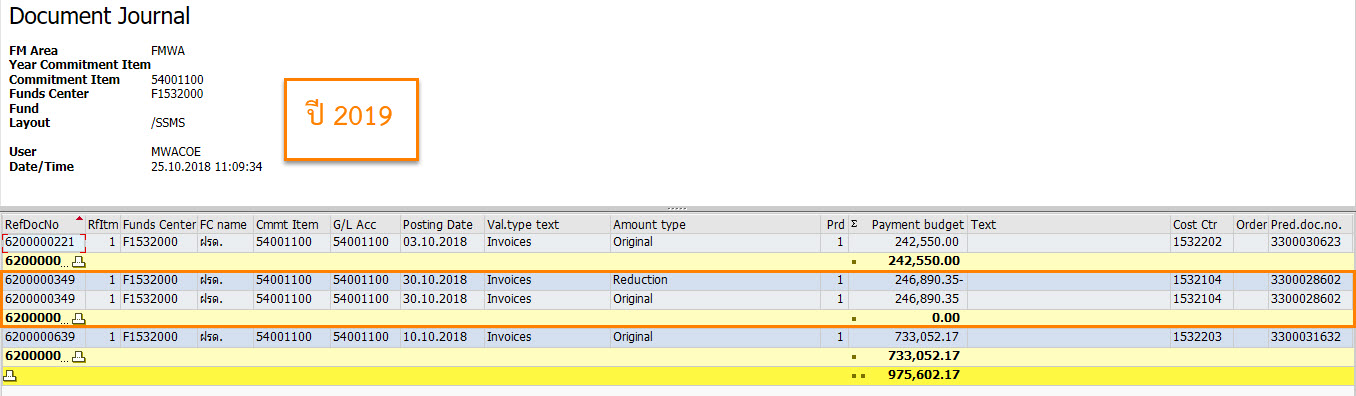 Document Journal
FM Area FMWA
Year Commitment Item
Commitment Item 54001100
Funds Center F1532000
Fund
Layout /SSMS
User MWACOE
Date/Time 25.10.2018 11:09:34
ปี 2019
RefDocNo RfItm Funds Center FC name Cmmt Item G/L Acc Posting Date Val.type text Amount type Prd Σ Payment budget Text Cost Ctr Order Pred.doc.no.
6200000221 1 F1532000 ฝรด. 54001100 54001100 03.10.2018 Invoices Original 1 242,550.00 1532202 3300030623
6200000... 242,550.00
6200000349 1 F1532000 ฝรด. 54001100 54001100 30.10.2018 Invoices Reduction 1 246,890.35- 1532104 3300028602
6200000349 1 F1532000 ฝรด. 54001100 54001100 30.10.2018 Invoices Original 1 246,890.35 1532104 3300028602
6200000... 0.00
6200000639 1 F1532000 ฝรด. 54001100 54001100 10.10.2018 Invoices Original 1 733,052.17 1532203 3300031632
6200000... 733,052.17
975,602.17